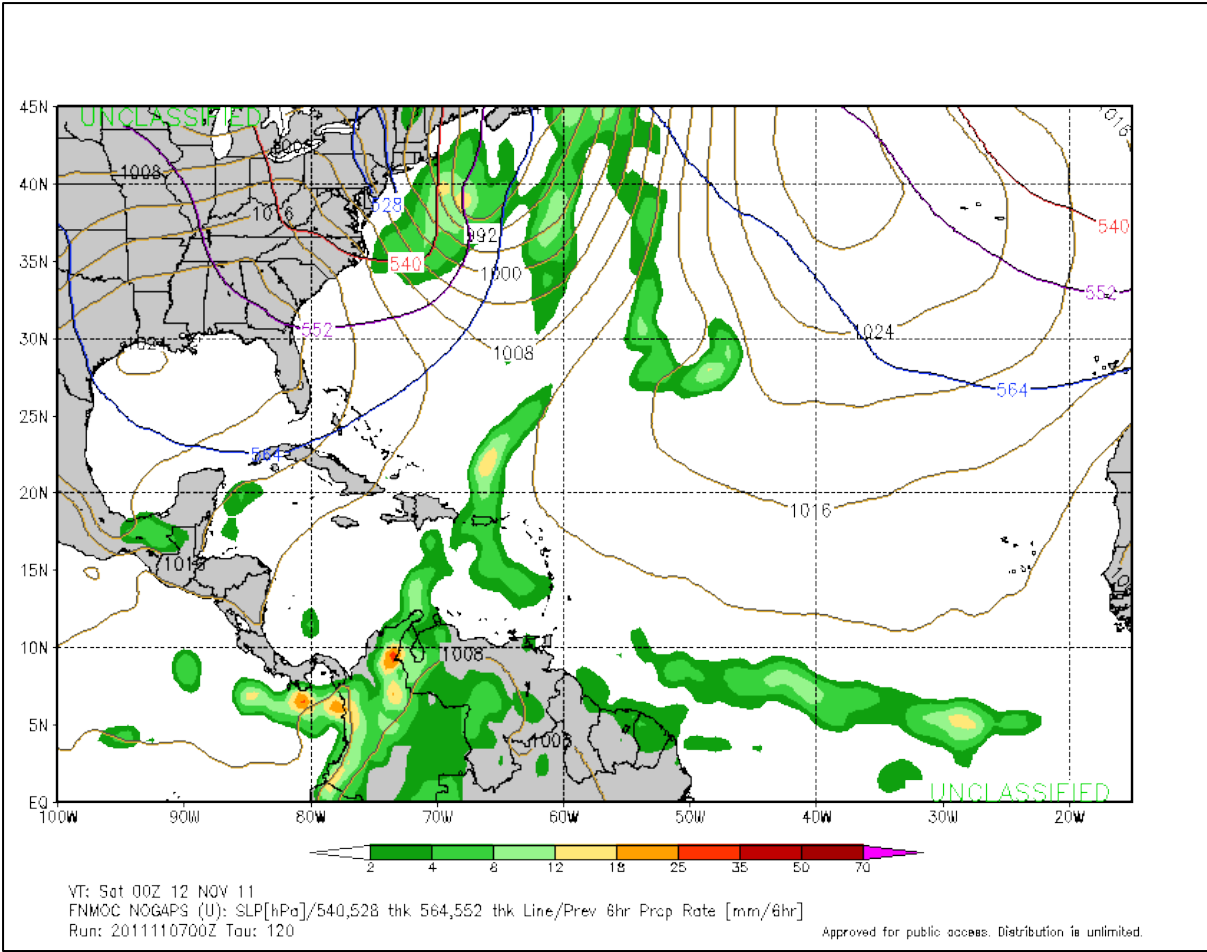 45N
UNCLASSIFIED
1016
1008
40N
528
1016
540
992
35N
540
1000
552
552
1024
30N
1008
1024
564
25N
564
20N
1016
15N
10N
1008
5N
1008
EQ
UNCLASSIFIED
100W 90W 80W 70W 60W 50W 40W 30W 20W
2 4 6 12 18 25 35 50 70
VT: Sat 00Z 12 NOV 11
FNMOC NOGAPS (U): SLP[hPa]/540,528 thk 564,552 thk Line/Prev 6hr Prcp Rate [mm/6hr]
Run: 2011110700Z Tau: 120
Approved for public access. Distribution is unlimited.